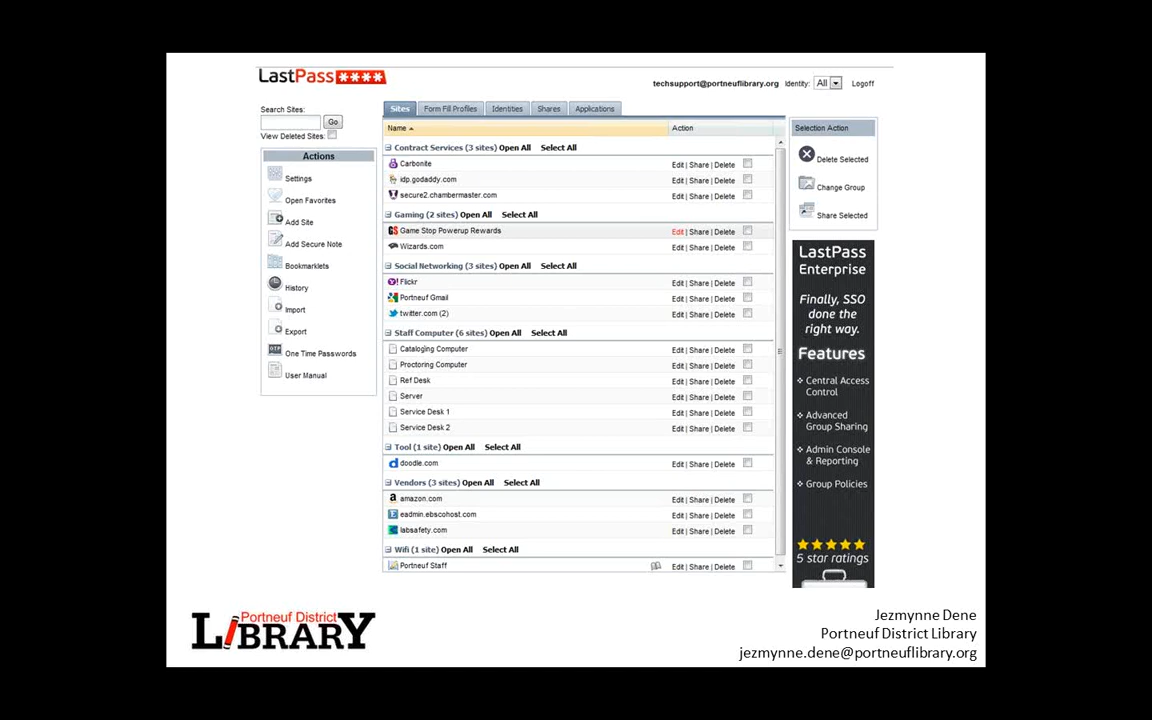 LastPass ****
techsupport@portneuflibrary.org Identity: All Logoff
Search Sites:
Go
View Deleted Sites:
Actions
Settings
Open Favorites
Add Site
Add Secure Note
Bookmarklets
History
Import
Export
OTP One Time Passwords
User Manual
Sites Form Fill Profiles Identities Shares Applications
Name Action
Contract Services (3 sites) Open All Select All
Carbonite Edit | Share | Delete
idp.godaddy.com Edit | Share | Delete
secure2.chambermaster.com Edit | Share | Delete
Gaming (2 sites) Open All Select All
Game Stop Powerup Rewards Edit | Share | Delete
Wizards.com Edit | Share | Delete
Social Networking (3 sites) Open All Select All
Flickr Edit | Share | Delete
Portneuf Gmail Edit | Share | Delete
twitter.com (2) Edit | Share | Delete
Staff Computer (6 sites) Open All Select All
Cataloging Computer Edit | Share | Delete
Proctoring Computer Edit | Share | Delete
Ref Desk Edit | Share | Delete
Server Edit | Share | Delete
Service Desk 1 Edit | Share | Delete
Service Desk 2 Edit | Share | Delete
Tool (1 site) Open All Select All
doodle.com Edit | Share | Delete
Vendors (3 sites) Open All Select All
amazon.com Edit | Share | Delete
eadmin.ebscohost.com Edit | Share | Delete
labsafety.com Edit | Share | Delete
Wifi (1 site) Open All Select All
Portneuf Staff Edit | Share | Delete
Selection Action
Delete Selected
Change Group
Share Selected
LastPass
Enterprise
Finally, SSO
done the
right way.
Features
Central Access
Control
Advanced
Group Sharing
Admin Console
& Reporting
Group Policies
5 star ratings
Portneuf District
LIBRARY
Jezmynne Dene
Portneuf District Library
jezmynne.dene@portneuflibrary.org